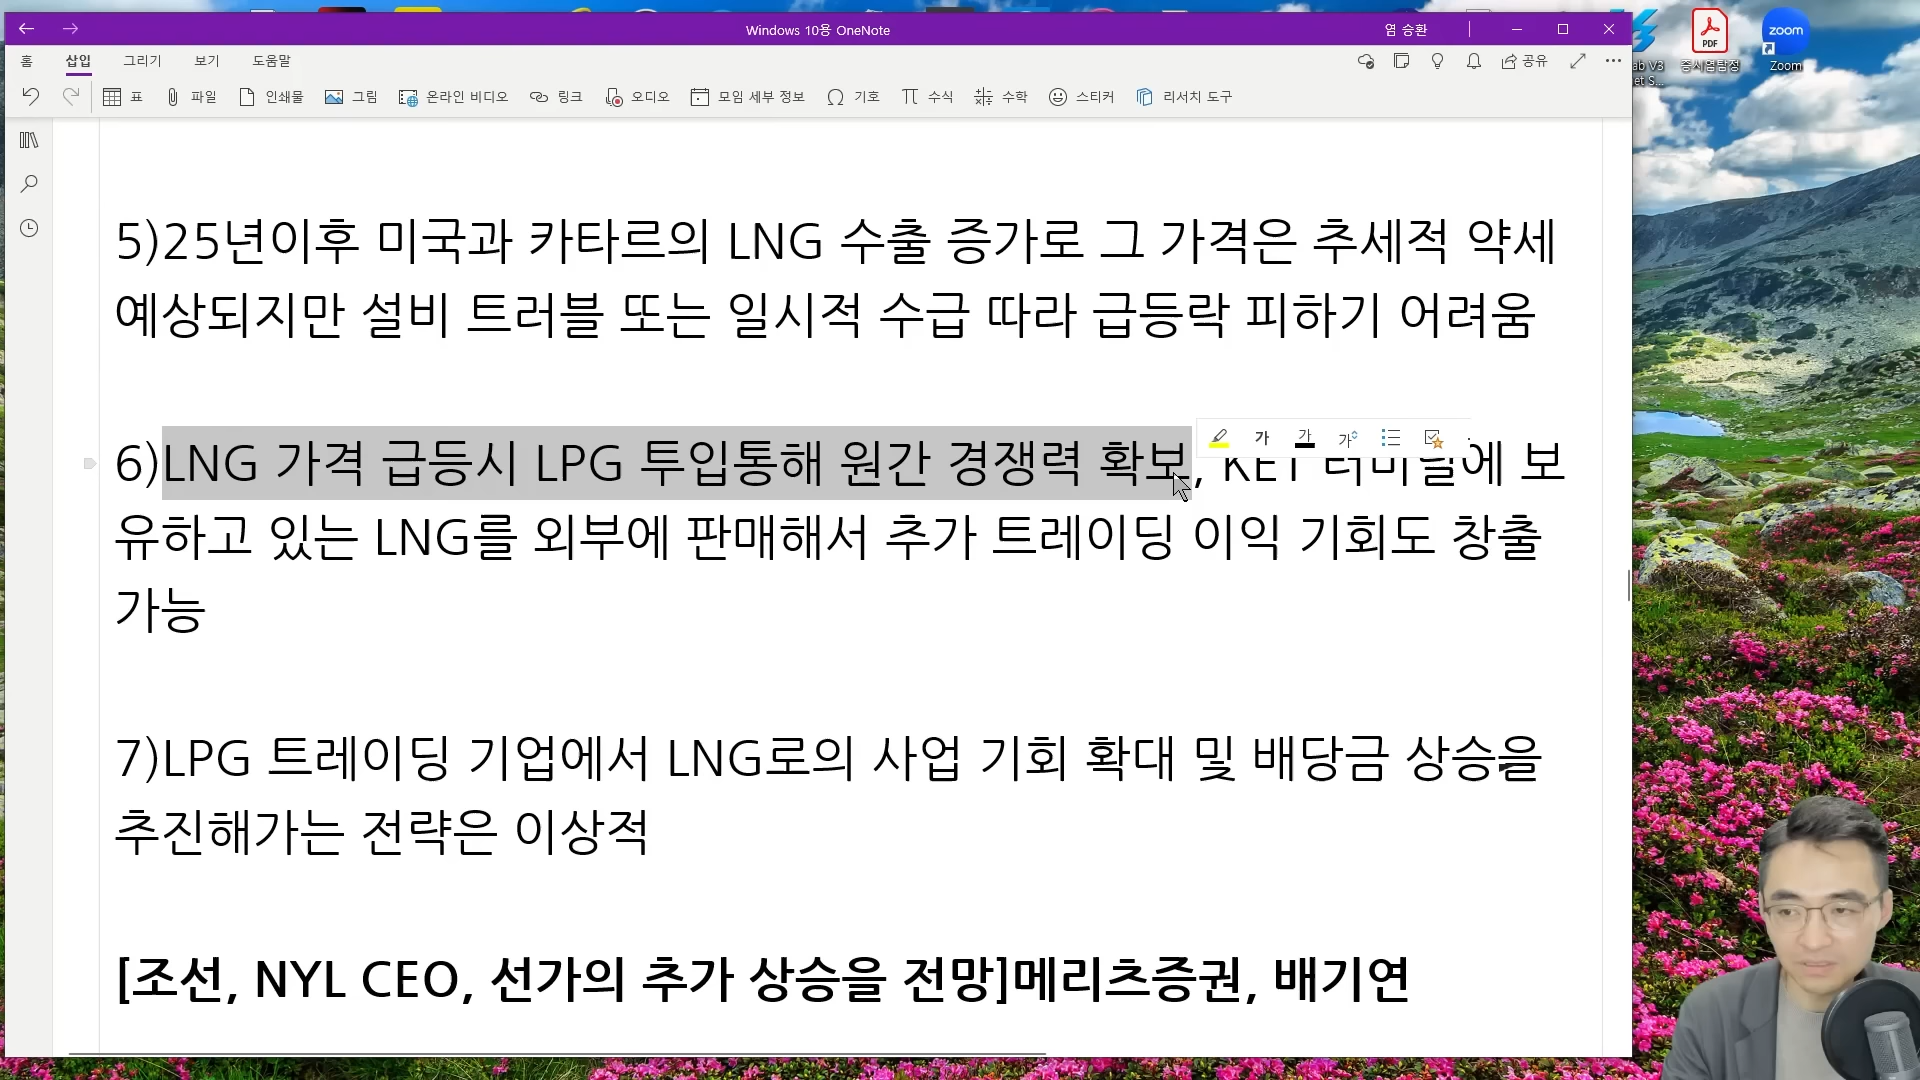 Windows 10용 OneNote
염 승환
홈 삽입 그리기 보기 도움말
공유
표 파일 인쇄물 그림 온라인 비디오 링크 오디오 모임 세부 정보 기호 수식 수학 스티커 리서치 도구
5)25년이후 미국과 카타르의 LNG 수출 증가로 그 가격은 추세적 약세
예상되지만 설비 트러블 또는 일시적 수급 따라 급등락 피하기 어려움
6)LNG 가격 급등시 LPG 투입통해 원간 경쟁력 확보, KET 터미널에 보
유하고 있는 LNG를 외부에 판매해서 추가 트레이딩 이익 기회도 창출
가능
7)LPG 트레이딩 기업에서 LNG로의 사업 기회 확대 및 배당금 상승을
추진해가는 전략은 이상적
[조선, NYL CEO, 선가의 추가 상승을 전망]메리츠증권, 배기연
가 가 가
PDF
zoom
ab V3
et S...
Zoom